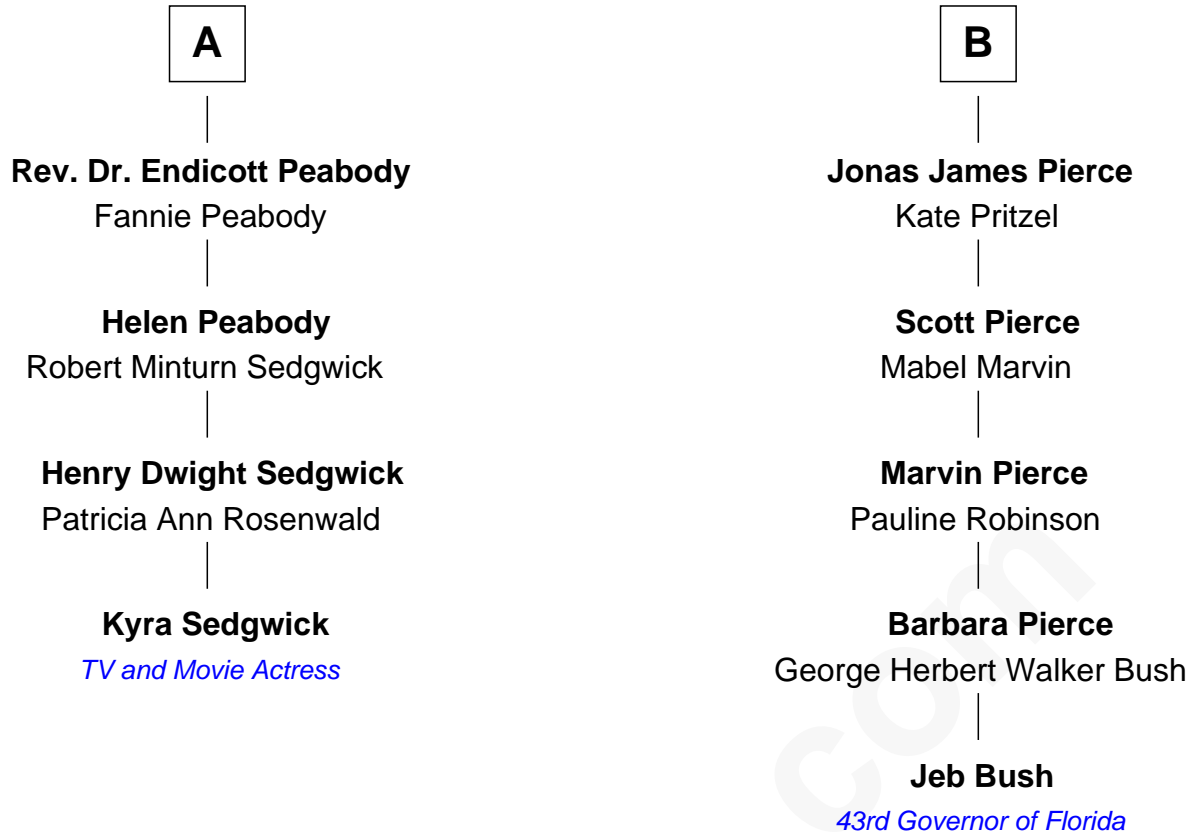 A
Rev. Dr. Endicott Peabody
Fannie Peabody
Helen Peabody
Robert Minturn Sedgwick
Henry Dwight Sedgwick
Patricia Ann Rosenwald
Kyra Sedgwick
TV and Movie Actress
B
Jonas James Pierce
Kate Pritzel
Scott Pierce
Mabel Marvin
Marvin Pierce
Pauline Robinson
Barbara Pierce
George Herbert Walker Bush
Jeb Bush
43rd Governor of Florida
com